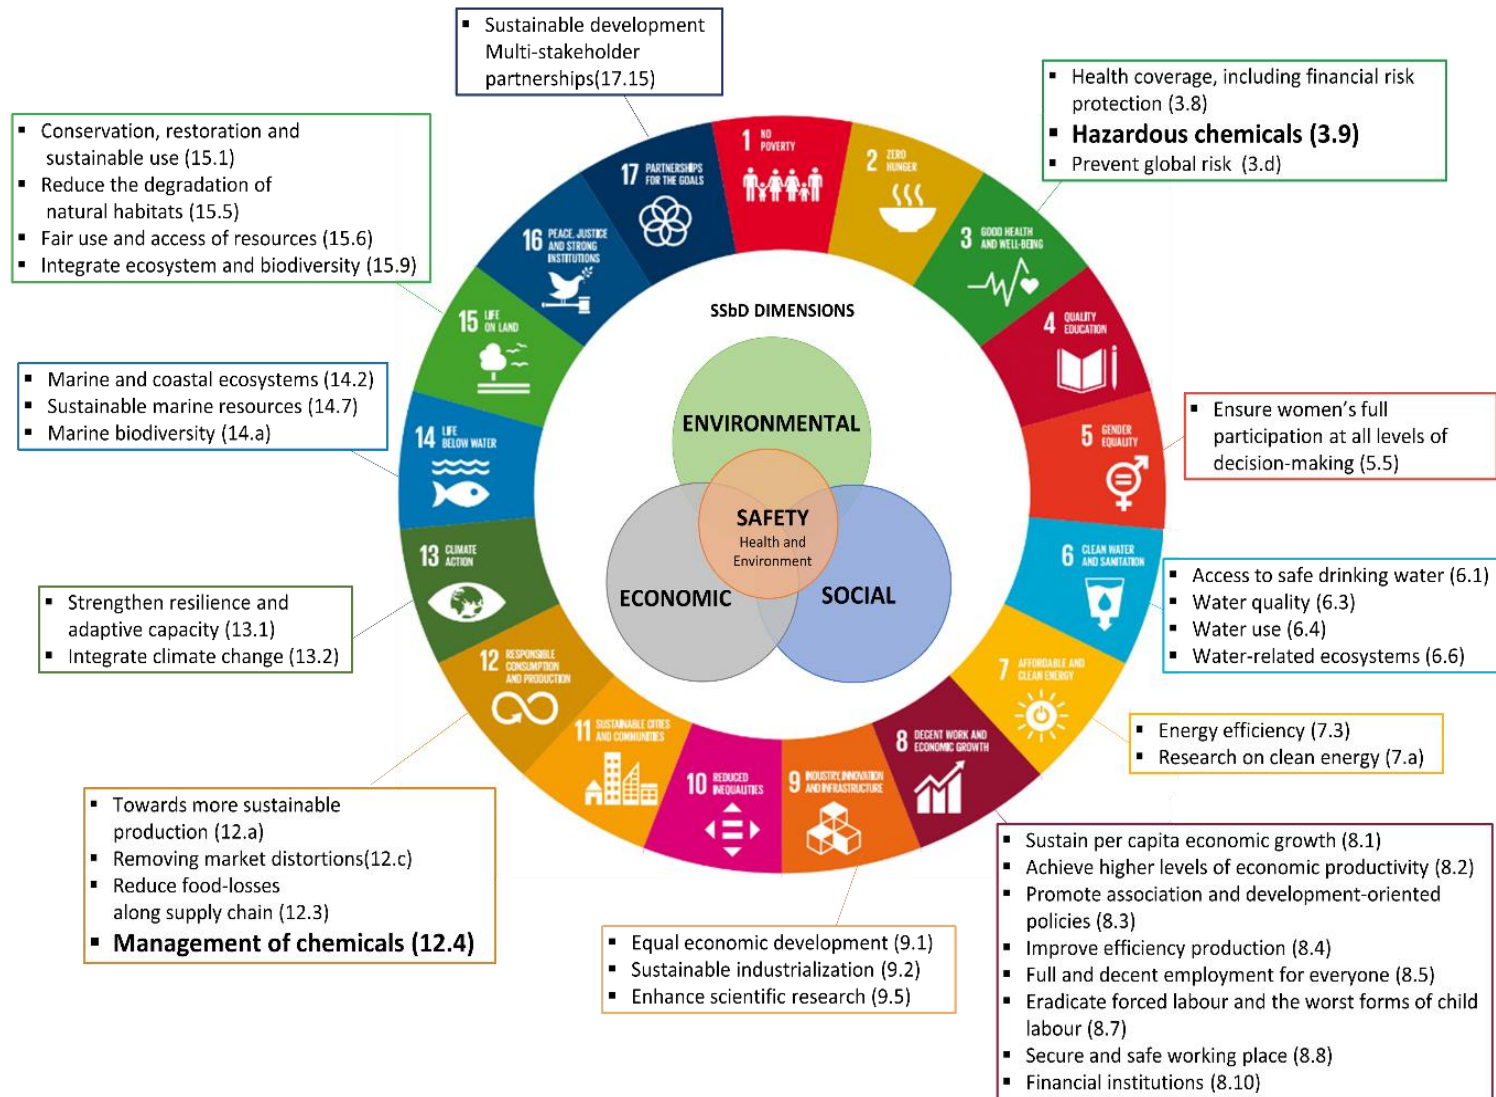 ▪ Sustainable development
Multi-stakeholder
partnerships(17.15)
▪ Health coverage, including financial risk
protection (3.8)
▪ Hazardous chemicals (3.9)
▪ Prevent global risk (3.d)
▪ Conservation, restoration and
sustainable use (15.1)
▪ Reduce the degradation of
natural habitats (15.5)
▪ Fair use and access of resources (15.6)
▪ Integrate ecosystem and biodiversity (15.9)
1 NO
POVERTY
2 ZERO
HUNGER
3 GOOD HEALTH
AND WELL-BEING
4 QUALITY
EDUCATION
5 GENDER
EQUALITY
6 CLEAN WATER
AND SANITATION
7 AFFORDABLE AND
CLEAN ENERGY
8 DECENT WORK AND
ECONOMIC GROWTH
9 INDUSTRY, INNOVATION
AND INFRASTRUCTURE
10 REDUCED
INEQUALITIES
11 SUSTAINABLE CITIES
AND COMMUNITIES
12 RESPONSIBLE
CONSUMPTION
AND PRODUCTION
13 CLIMATE
ACTION
14 LIFE
BELOW WATER
15 LIFE
ON LAND
16 PEACE, JUSTICE
AND STRONG
INSTITUTIONS
17 PARTNERSHIPS
FOR THE GOALS
SSbD DIMENSIONS
ENVIRONMENTAL
SAFETY
Health and
Environment
ECONOMIC
SOCIAL
▪ Marine and coastal ecosystems (14.2)
▪ Sustainable marine resources (14.7)
▪ Marine biodiversity (14.a)
▪ Ensure women’s full
participation at all levels of
decision-making (5.5)
▪ Strengthen resilience and
adaptive capacity (13.1)
▪ Integrate climate change (13.2)
▪ Access to safe drinking water (6.1)
▪ Water quality (6.3)
▪ Water use (6.4)
▪ Water-related ecosystems (6.6)
▪ Energy efficiency (7.3)
▪ Research on clean energy (7.a)
▪ Towards more sustainable
production (12.a)
▪ Removing market distortions(12.c)
▪ Reduce food-losses
along supply chain (12.3)
▪ Management of chemicals (12.4)
▪ Equal economic development (9.1)
▪ Sustainable industrialization (9.2)
▪ Enhance scientific research (9.5)
▪ Sustain per capita economic growth (8.1)
▪ Achieve higher levels of economic productivity (8.2)
▪ Promote association and development-oriented
policies (8.3)
▪ Improve efficiency production (8.4)
▪ Full and decent employment for everyone (8.5)
▪ Eradicate forced labour and the worst forms of child
labour (8.7)
▪ Secure and safe working place (8.8)
▪ Financial institutions (8.10)